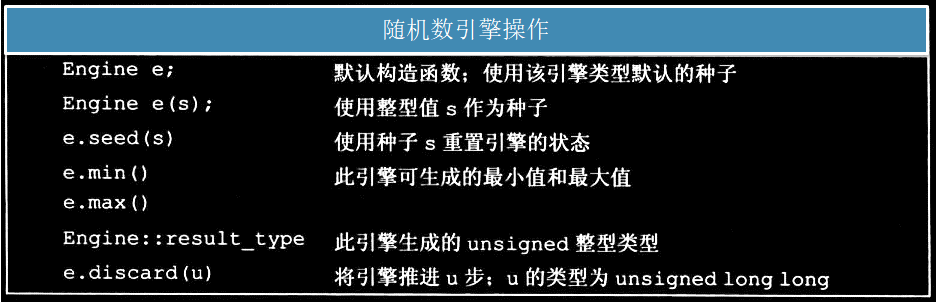 随机数引擎操作
Engine e; 默认构造函数；使用该引擎类型默认的种子
Engine e(s); 使用整型值 s 作为种子
e.seed(s) 使用种子 s 重置引擎的状态
e.min() 此引擎可生成的最小值和最大值
e.max()
Engine::result_type 此引擎生成的 unsigned 整型类型
e.discard(u) 将引擎推进 u 步；u 的类型为 unsigned long long